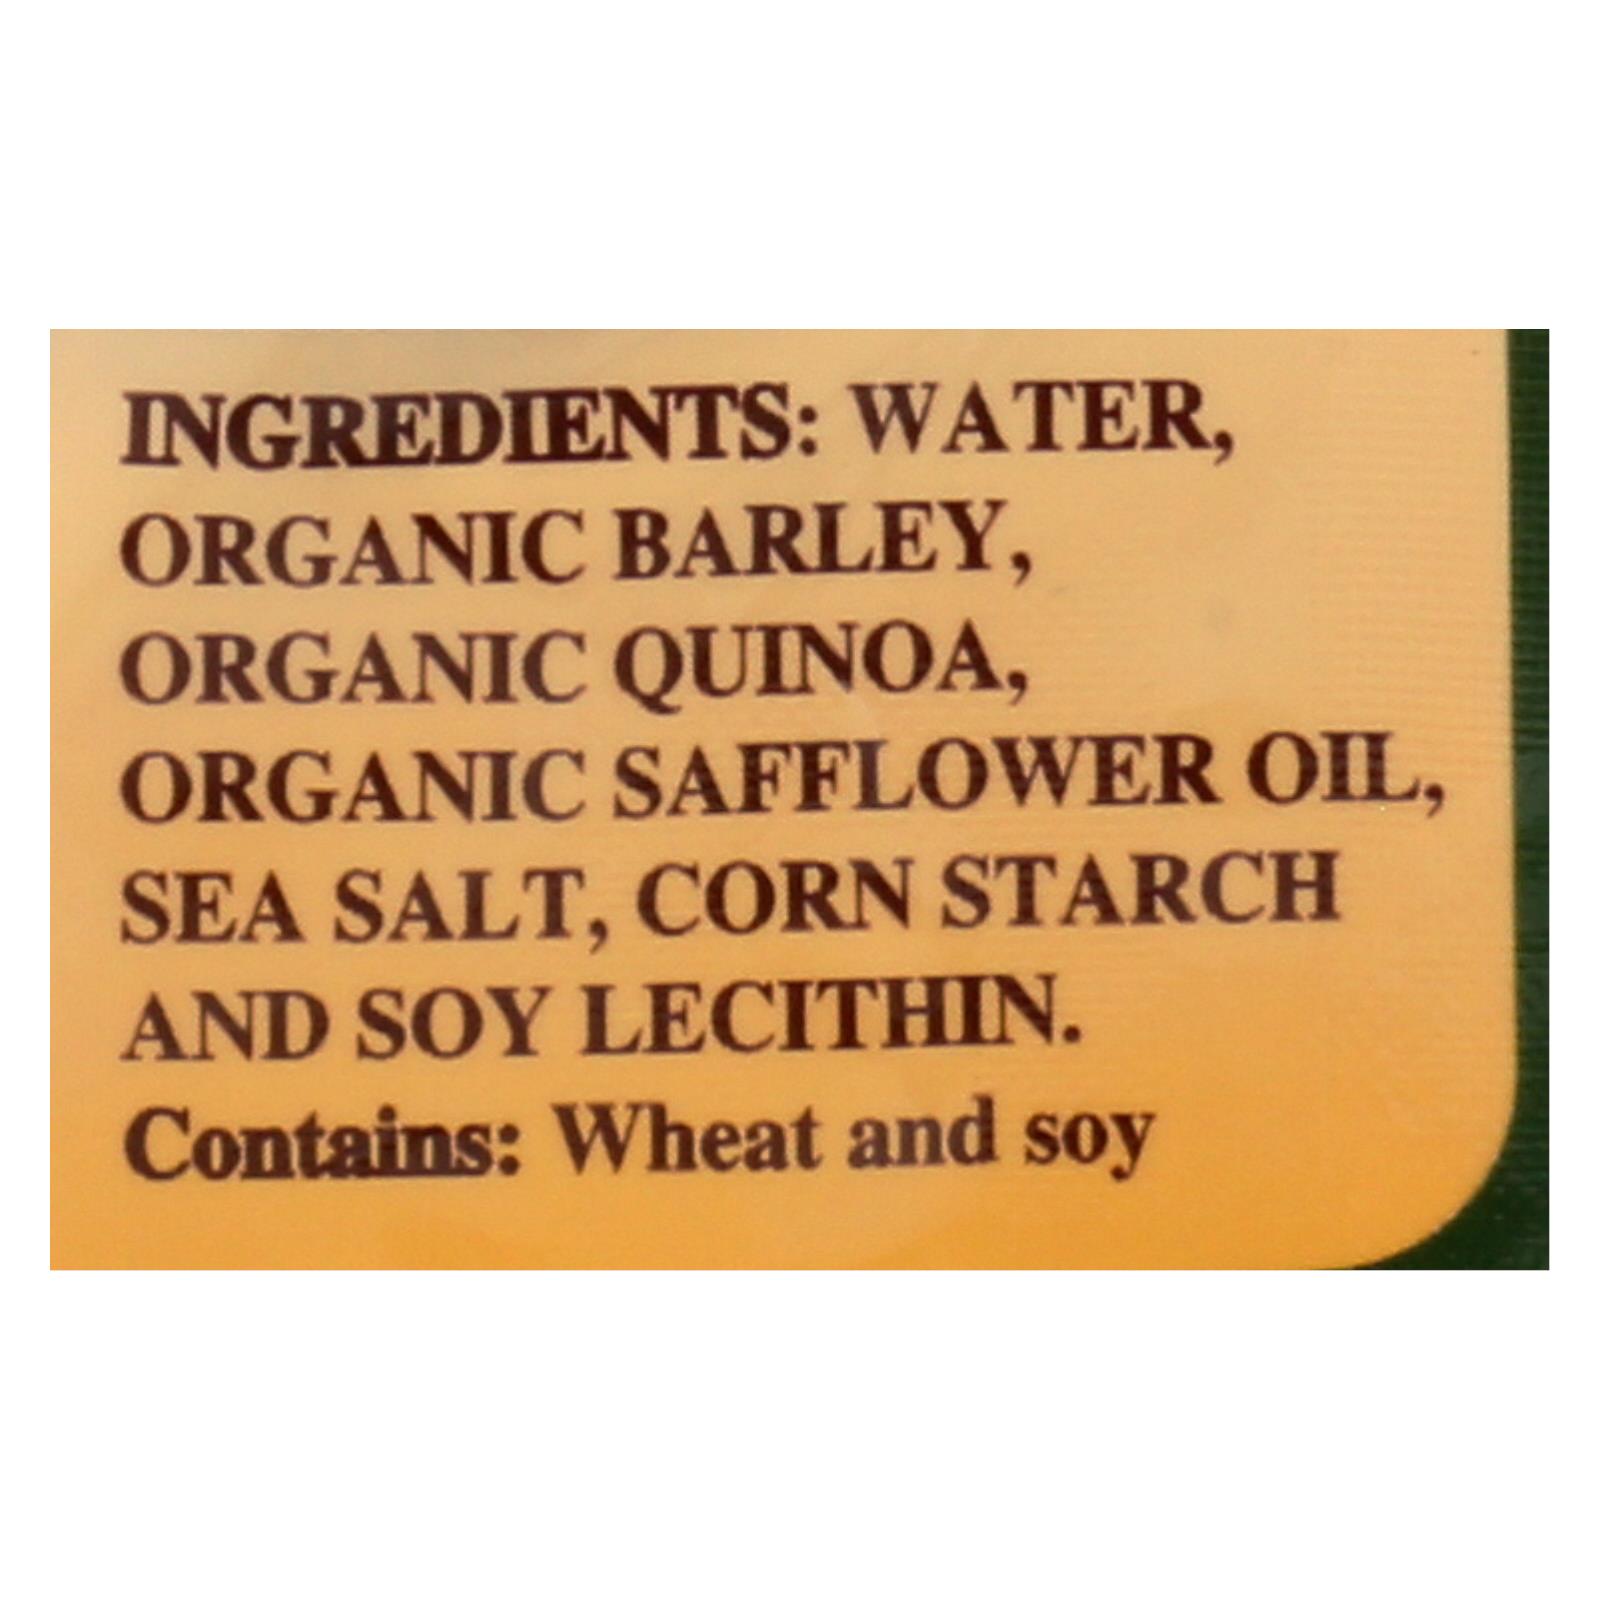 INGREDIENTS: WATER,
ORGANIC BARLEY,
ORGANIC QUINOA,
ORGANIC SAFFLOWER OIL,
SEA SALT, CORN STARCH
AND SOY LECITHIN.
Contains: Wheat and soy